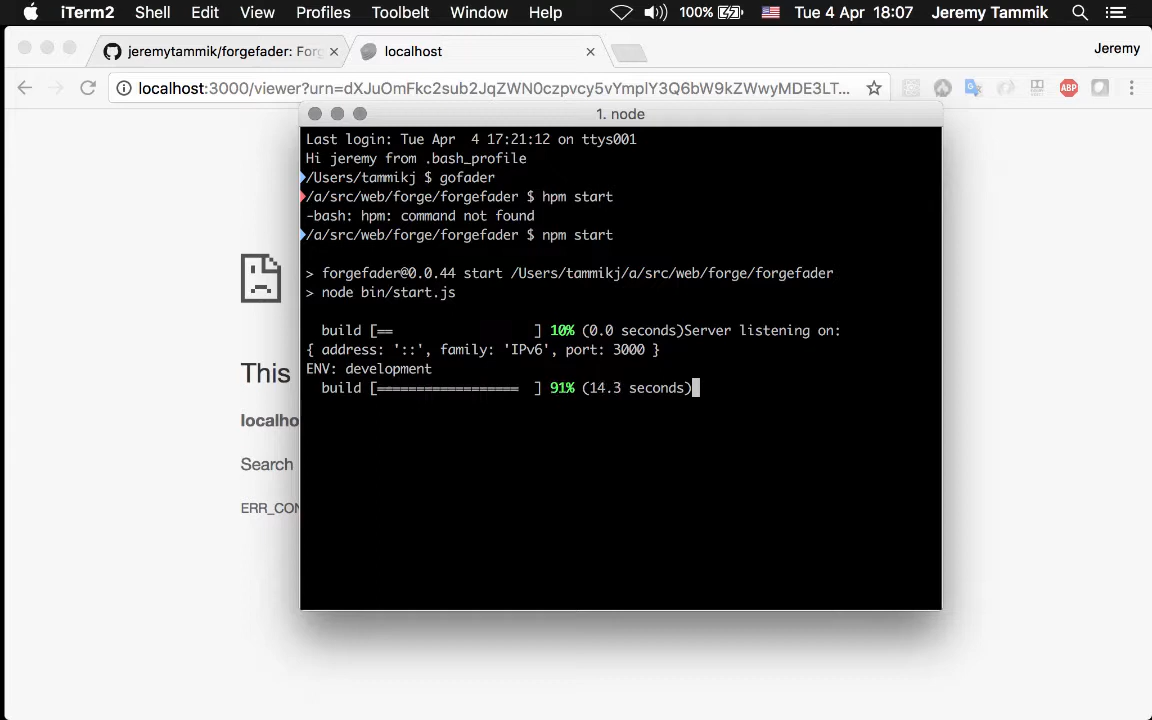 iTerm2 Shell Edit View Profiles Toolbelt Window Help 100% Tue 4 Apr 18:07 Jeremy Tammik
jeremytammik/forgefader: Forg
localhost
Jeremy
localhost:3000/viewer?urn=dXJuOmFkc2sub2JqZWN0czpvcy5vYmplY3Q6bW9kZWwyMDE3LT...
ABP
1. node
Last login: Tue Apr  4 17:21:12 on ttys001
Hi jeremy from .bash_profile
/Users/tammikj $ gofader
/a/src/web/forge/forgefader $ hpm start
-bash: hpm: command not found
/a/src/web/forge/forgefader $ npm start
> forgefader@0.0.44 start /Users/tammikj/a/src/web/forge/forgefader
> node bin/start.js
build [==                  ] 10% (0.0 seconds)Server listening on:
{ address: '::', family: 'IPv6', port: 3000 }
ENV: development
build [==================  ] 91% (14.3 seconds)
This
localho
Search
ERR_CON